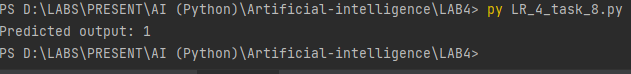 PS D:\LABS\PRESENT\AI (Python)\Artificial-intelligence\LAB4> py LR_4_task_8.py
Predicted output: 1
PS D:\LABS\PRESENT\AI (Python)\Artificial-intelligence\LAB4>